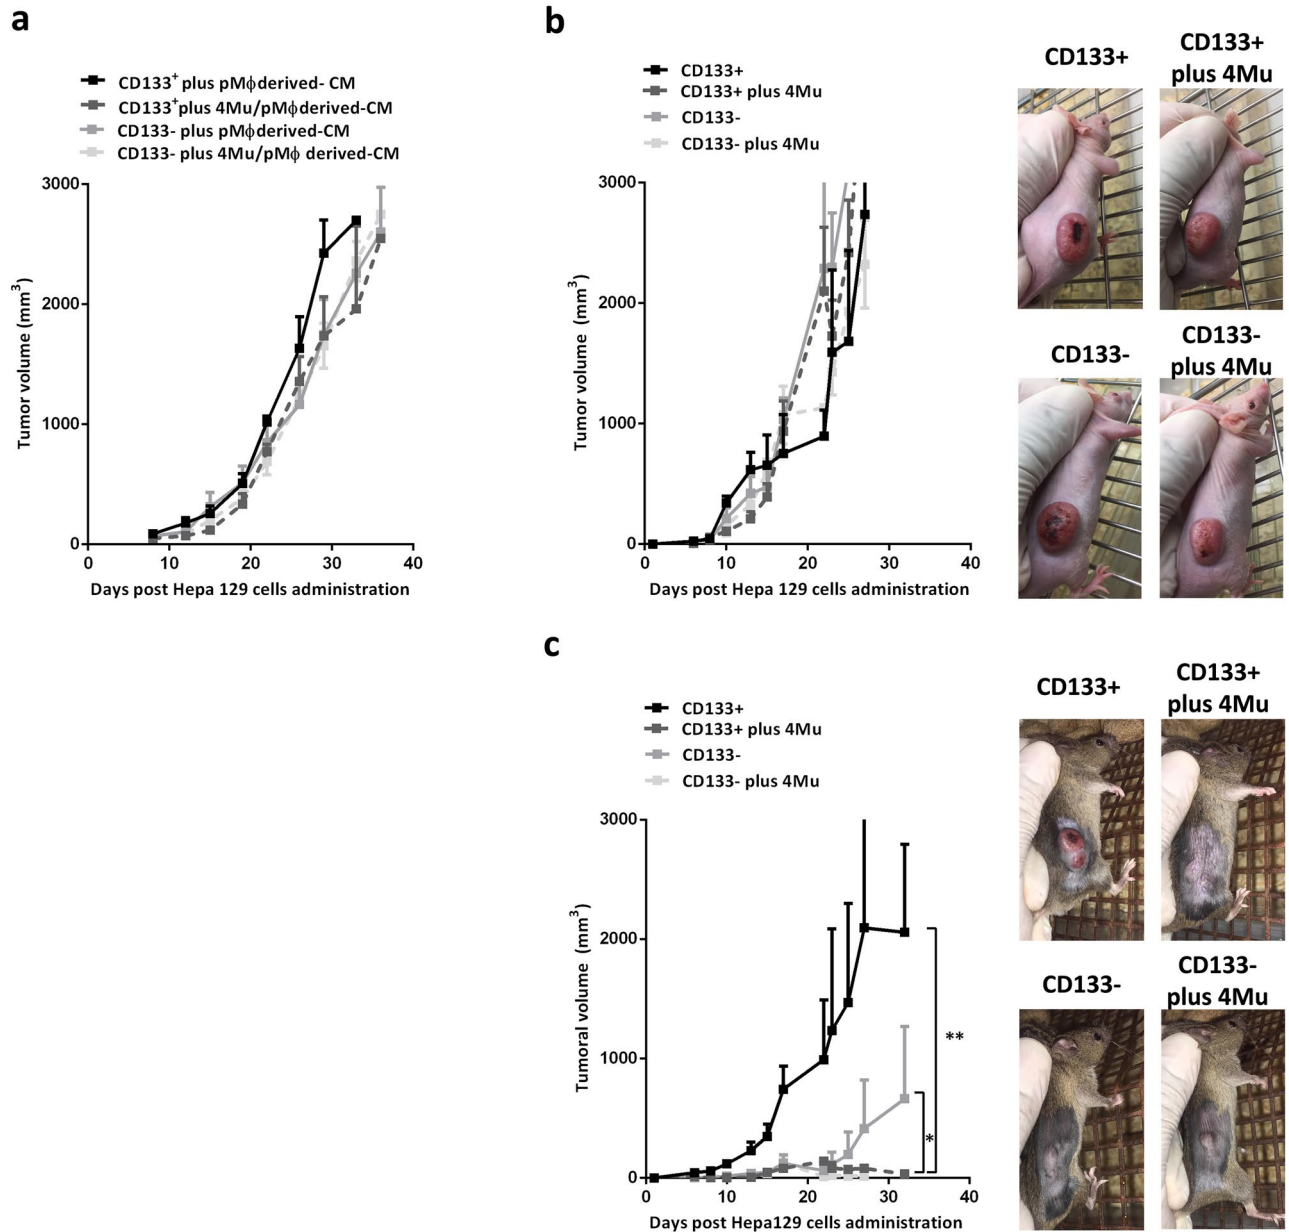 a
CD133+ plus pMϕderived- CM
CD133+plus 4Mu/pMϕderived-CM
CD133- plus pMϕderived-CM
CD133- plus 4Mu/pMϕ derived-CM
3000
2000
1000
0
Tumor volume (mm3)
0 10 20 30 40
Days post Hepa 129 cells administration
b
CD133+
CD133+ plus 4Mu
CD133-
CD133- plus 4Mu
3000
2000
1000
0
Tumor volume (mm3)
0 10 20 30 40
Days post Hepa 129 cells administration
CD133+
CD133+
plus 4Mu
CD133-
CD133-
plus 4Mu
c
CD133+
CD133+ plus 4Mu
CD133-
CD133- plus 4Mu
3000
2000
1000
0
Tumoral volume (mm3)
**
*
0 10 20 30 40
Days post Hepa129 cells administration
CD133+
CD133+
plus 4Mu
CD133-
CD133-
plus 4Mu